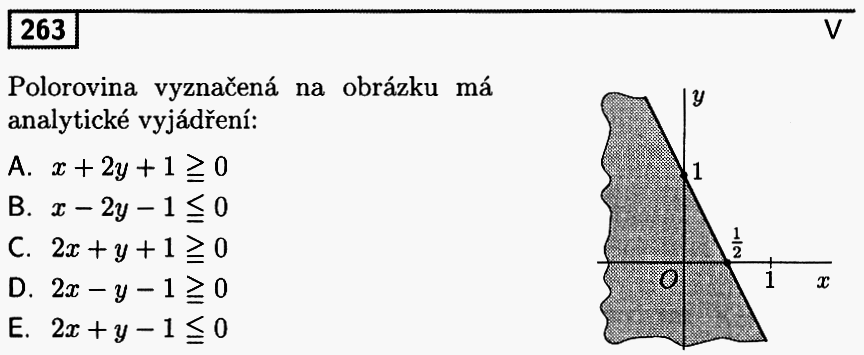 263 V
Polorovina vyznačená na obrázku má
analytické vyjádření:
A. x + 2y + 1 ≧ 0
B. x − 2y − 1 ≦ 0
C. 2x + y + 1 ≧ 0
D. 2x − y − 1 ≧ 0
E. 2x + y − 1 ≦ 0
y
1
1/2
O 1 x